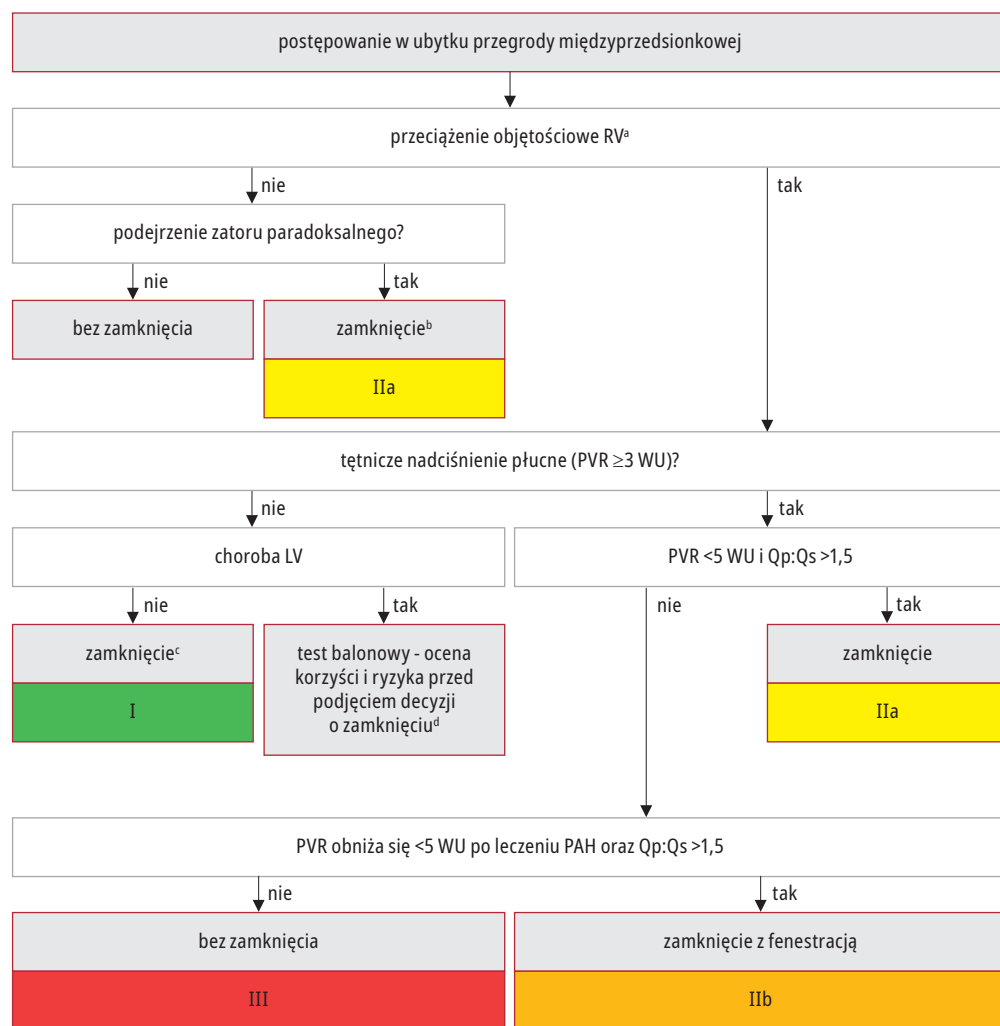 postępowanie w ubytku przegrody międzyprzedsionkowej
przeciążenie objętościowe RVᵃ
nie
tak
podejrzenie zatoru paradoksalnego?
nie
tak
bez zamknięcia
zamknięcieᵇ
IIa
tętnicze nadciśnienie płucne (PVR ≥3 WU)?
nie
tak
choroba LV
PVR <5 WU i Qp:Qs >1,5
nie
tak
nie
tak
zamknięcieᶜ
I
test balonowy - ocena
korzyści i ryzyka przed
podjęciem decyzji
o zamknięciuᵈ
zamknięcie
IIa
PVR obniża się <5 WU po leczeniu PAH oraz Qp:Qs >1,5
nie
tak
bez zamknięcia
zamknięcie z fenestracją
III
IIb